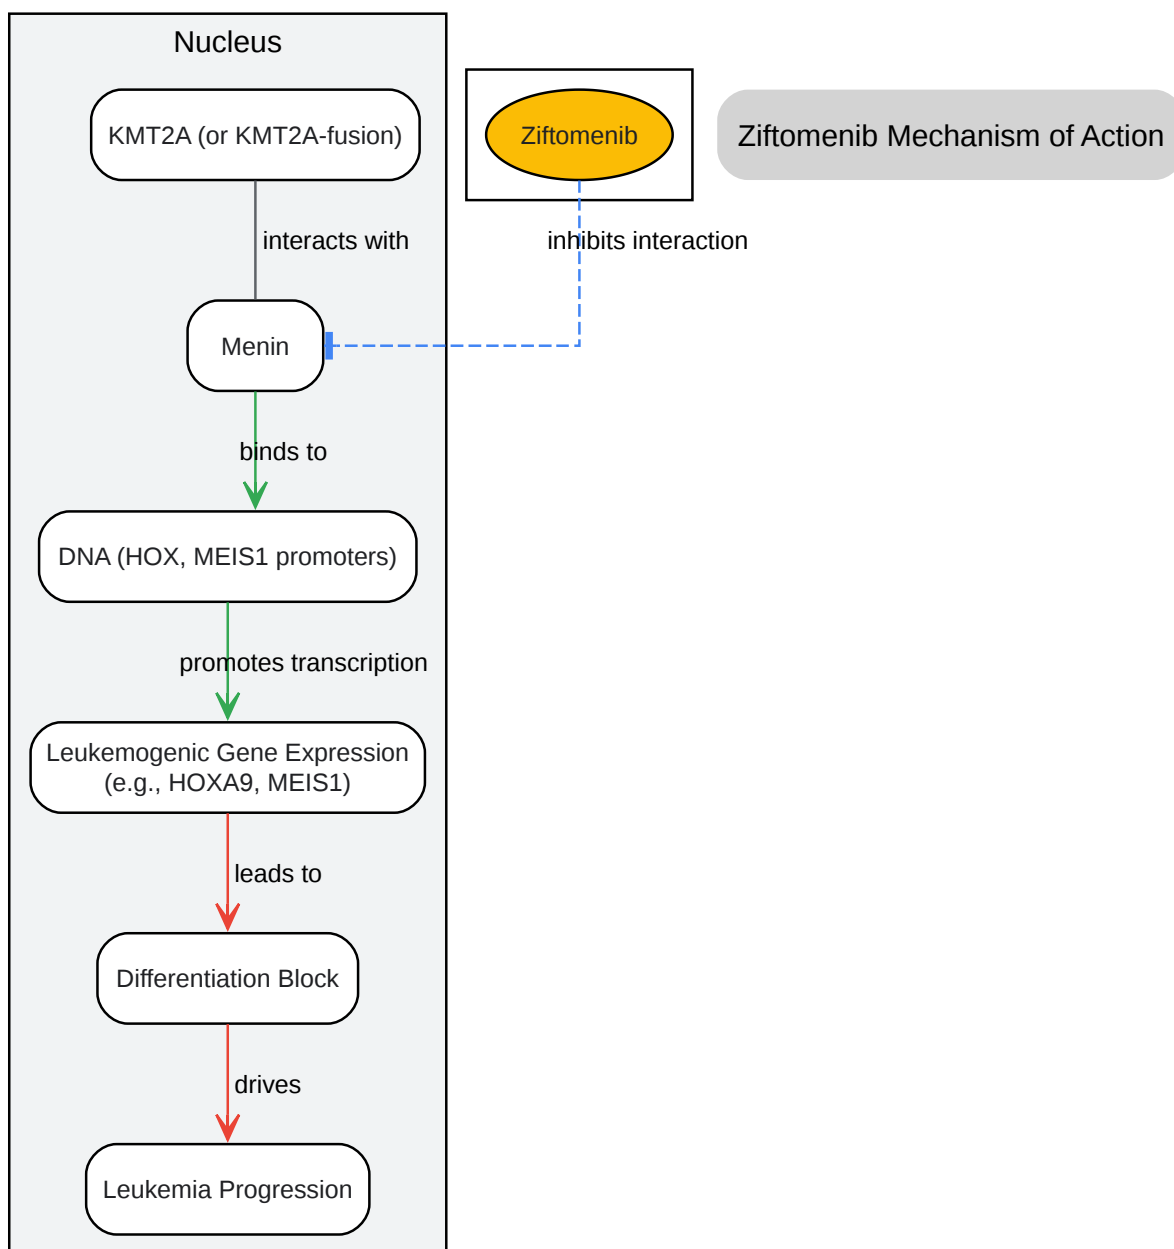 Nucleus
KMT2A (or KMT2A-fusion)
Ziftomenib
Ziftomenib Mechanism of Action
interacts with
inhibits interaction
Menin
binds to
DNA (HOX, MEIS1 promoters)
promotes transcription
Leukemogenic Gene Expression
(e.g., HOXA9, MEIS1)
leads to
Differentiation Block
drives
Leukemia Progression